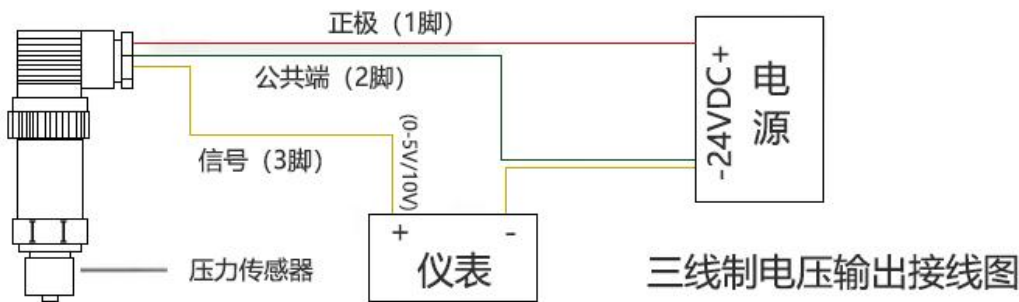 正极（1脚）
公共端（2脚）
信号（3脚）
(0-5V/10V)
-24VDC+
电源
+ -
仪表
压力传感器
三线制电压输出接线图